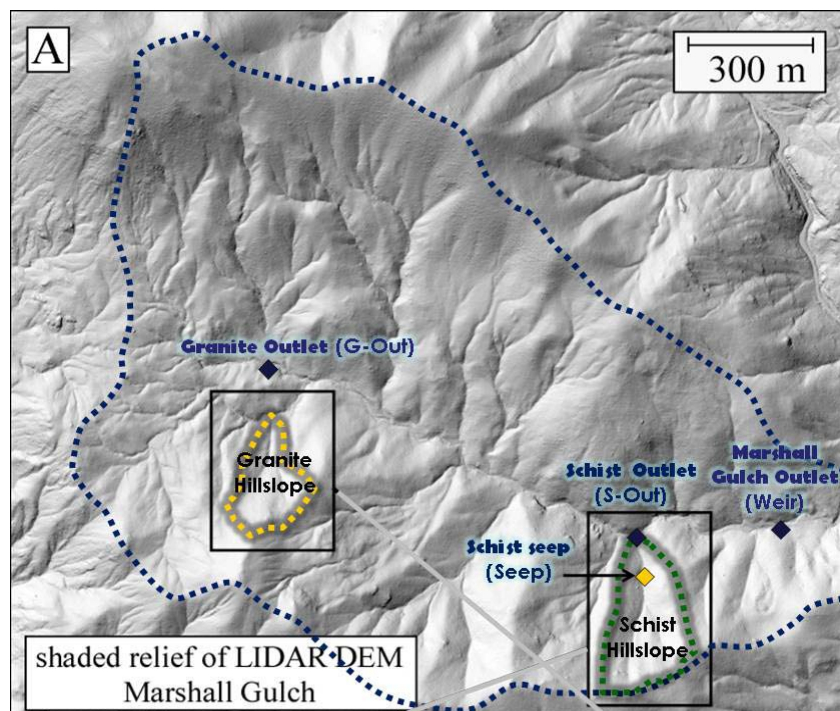 A
300 m
Granite Outlet (G-Out)
Granite
Hillslope
Schist Outlet
(S-Out)
Marshall
Gulch Outlet
(Weir)
Schist seep
(Seep)
Schist
Hillslope
shaded relief of LIDAR DEM
Marshall Gulch